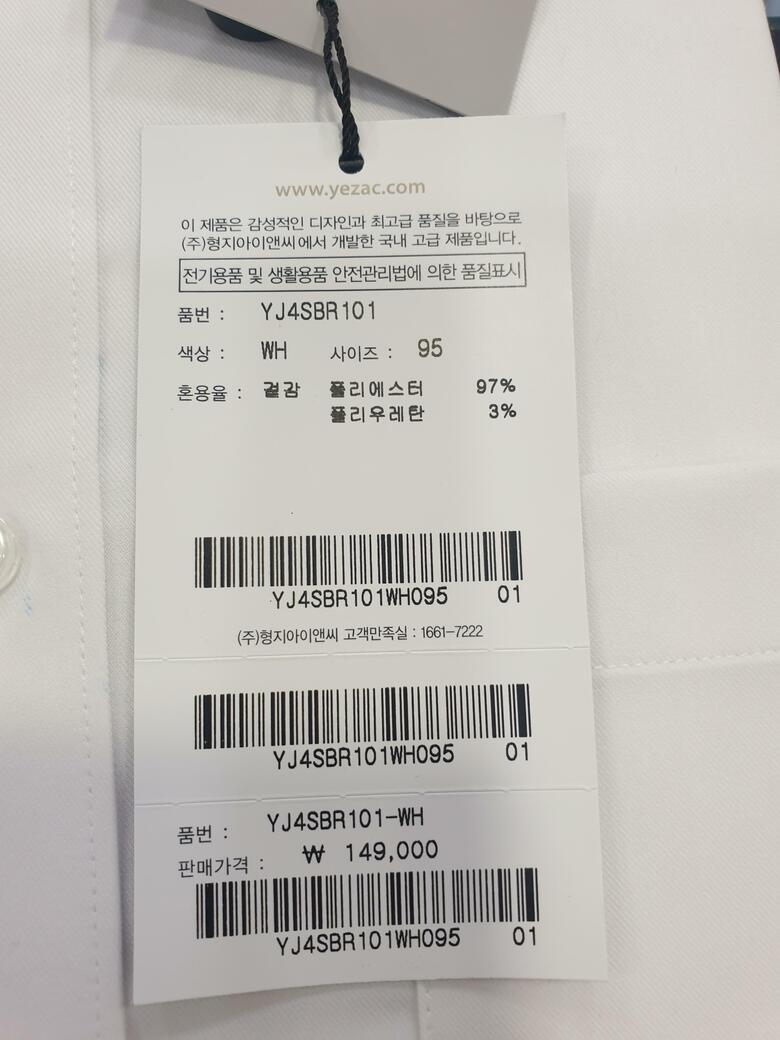 www.yezac.com
이 제품은 감성적인 디자인과 최고급 품질을 바탕으로
(주)형지아이앤씨에서 개발한 국내 고급 제품입니다.
전기용품 및 생활용품 안전관리법에 의한 품질표시
품번 : YJ4SBR101
색상 : WH 사이즈 : 95
혼용율 : 겉감 폴리에스터 97%
폴리우레탄 3%
YJ4SBR101WH095 01
(주)형지아이앤씨 고객만족실 : 1661-7222
YJ4SBR101WH095 01
품번 : YJ4SBR101-WH
판매가격 : ₩ 149,000
YJ4SBR101WH095 01